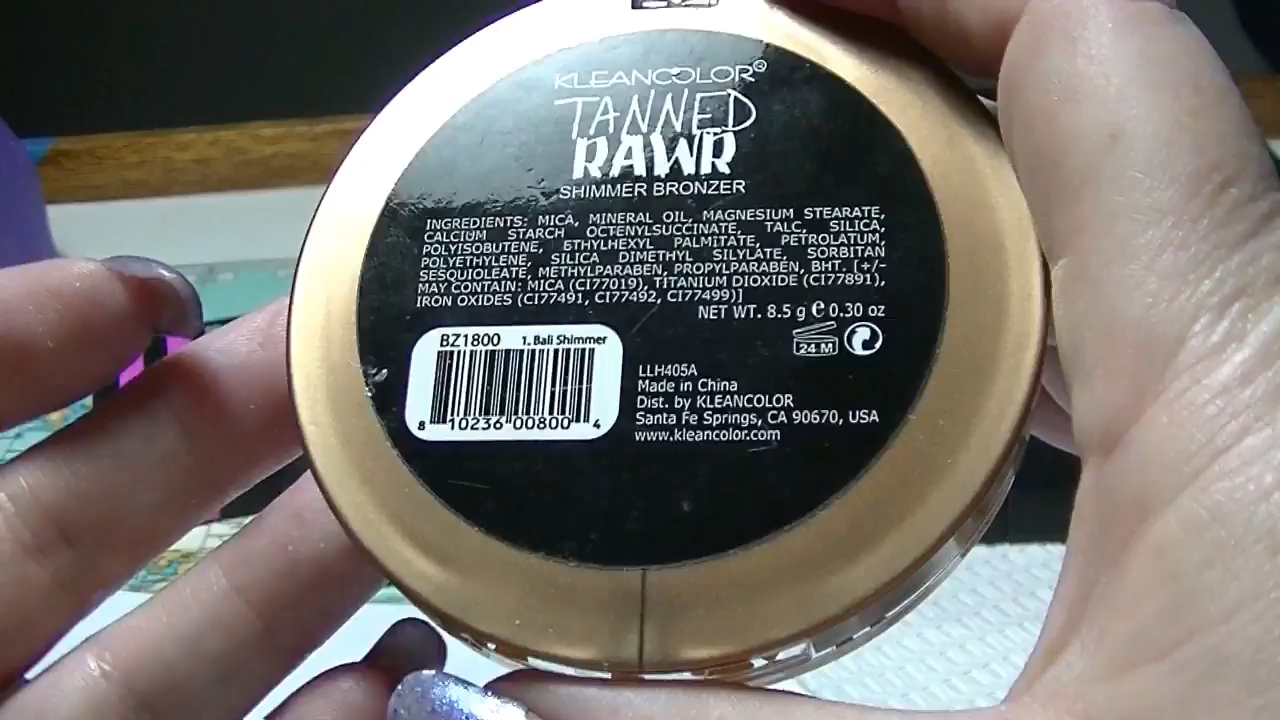 KLEANCOLOR®
TANNED
RAWR
SHIMMER BRONZER
INGREDIENTS: MICA, MINERAL OIL, MAGNESIUM STEARATE,
CALCIUM STARCH OCTENYLSUCCINATE, TALC, SILICA,
POLYISOBUTENE, ETHYLHEXYL PALMITATE, PETROLATUM,
POLYETHYLENE, SILICA DIMETHYL SILYLATE, SORBITAN
SESQUIOLEATE, METHYLPARABEN, PROPYLPARABEN, BHT. [+/-
MAY CONTAIN: MICA (CI77019), TITANIUM DIOXIDE (CI77891),
IRON OXIDES (CI77491, CI77492, CI77499)]
NET WT. 8.5 g e 0.30 oz
24 M
BZ1800 1. Bali Shimmer
8 10236 00800 4
LLH405A
Made in China
Dist. by KLEANCOLOR
Santa Fe Springs, CA 90670, USA
www.kleancolor.com